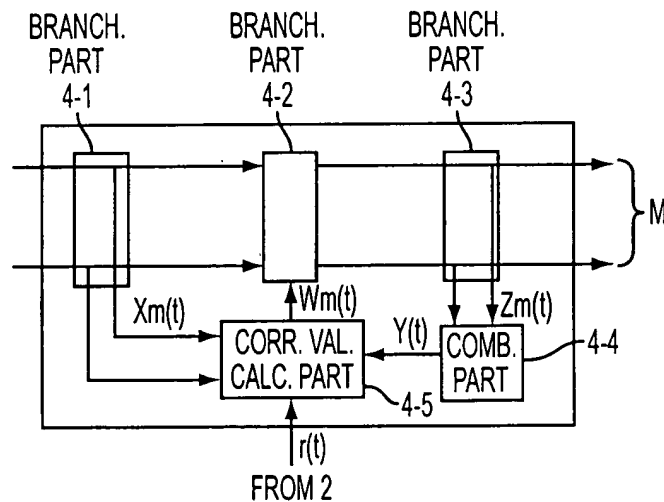 BRANCH. PART 4-1
BRANCH. PART 4-2
BRANCH. PART 4-3
M
Xm(t)
Wm(t)
Zm(t)
Y(t)
CORR. VAL.
CALC. PART
COMB.
PART
4-4
4-5
r(t)
FROM 2